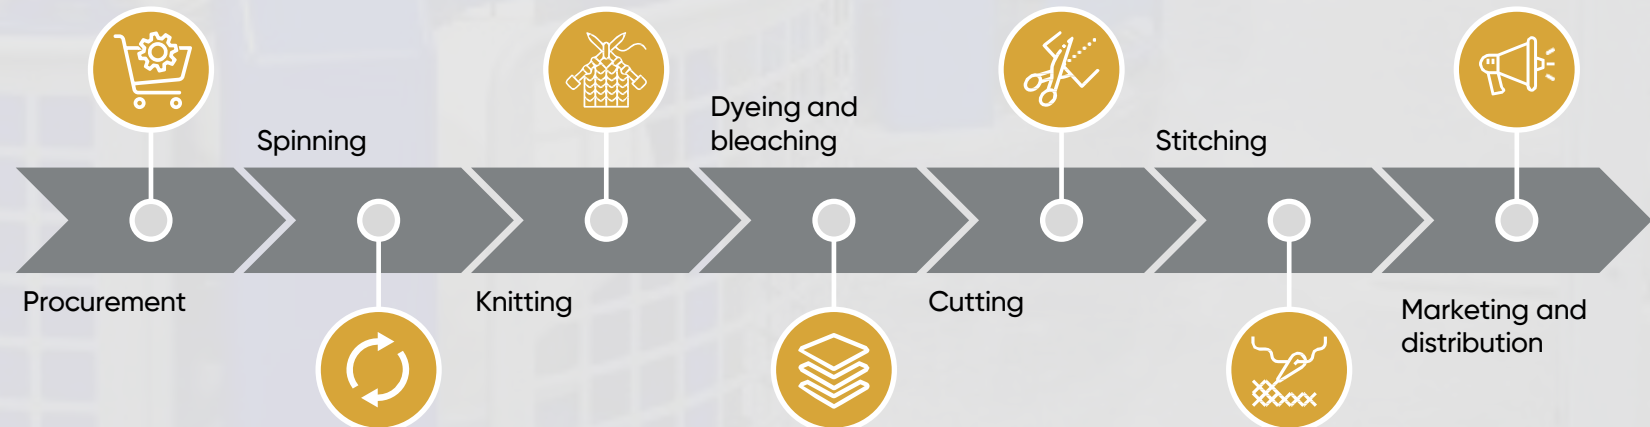 Procurement
Spinning
Knitting
Dyeing and
bleaching
Cutting
Stitching
Marketing and
distribution